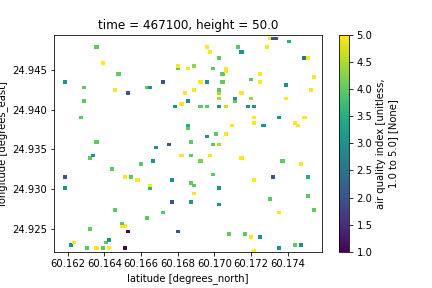 time = 467100, height = 50.0
24.945
24.940
24.935
24.930
24.925
longitude [degrees_east]
60.162 60.164 60.166 60.168 60.170 60.172 60.174
latitude [degrees_north]
5.0
4.5
4.0
3.5
3.0
2.5
2.0
1.5
1.0
air quality index [unitless,
1.0 to 5.0] [None]